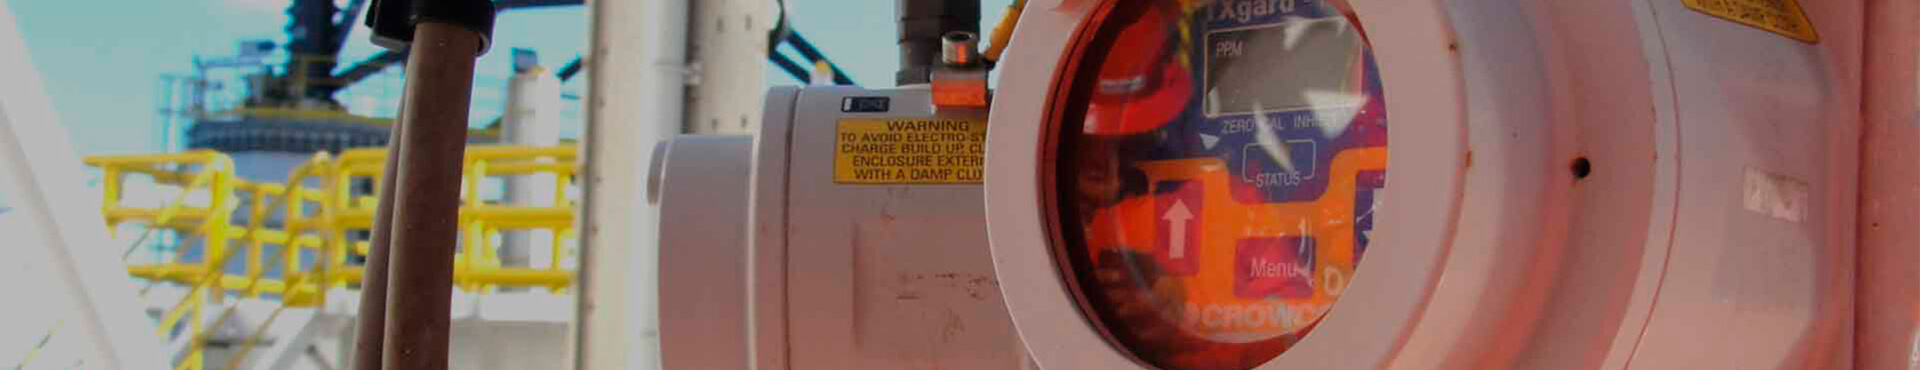 WARNING
TO AVOID ELECTRO-ST
CHARGE BUILD UP, CL
ENCLOSURE EXTERI
WITH A DAMP CLO
TXgard -
PPM
ZERO CAL INHIBIT
STATUS
Menu
CROWC